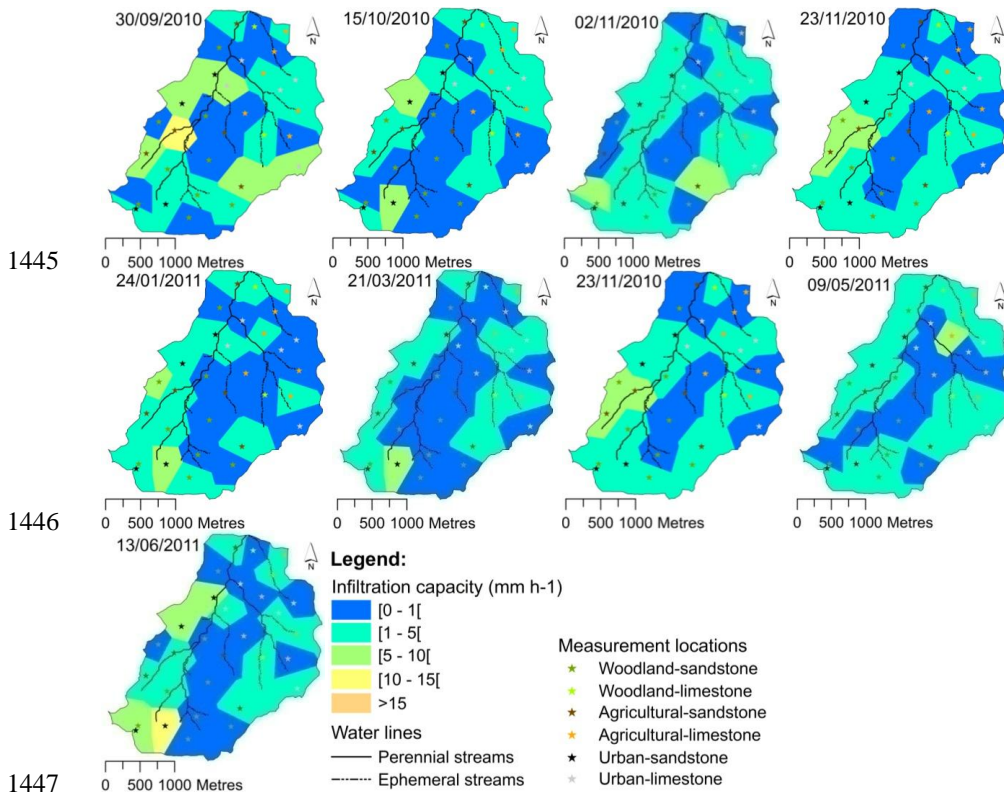 30/09/2010 15/10/2010 02/11/2010 23/11/2010
N N N N
0 500 1000 Metres 0 500 1000 Metres 0 500 1000 Metres 0 500 1000 Metres
1445
24/01/2011 21/03/2011 23/11/2010 09/05/2011
N N N N
0 500 1000 Metres 0 500 1000 Metres 0 500 1000 Metres 0 500 1000 Metres
1446
13/06/2011
N
0 500 1000 Metres
1447
Legend:
Infiltration capacity (mm h-1)
[0 - 1[
[1 - 5[
[5 - 10[
[10 - 15[
>15
Water lines
Perennial streams
Ephemeral streams
Measurement locations
Woodland-sandstone
Woodland-limestone
Agricultural-sandstone
Agricultural-limestone
Urban-sandstone
Urban-limestone